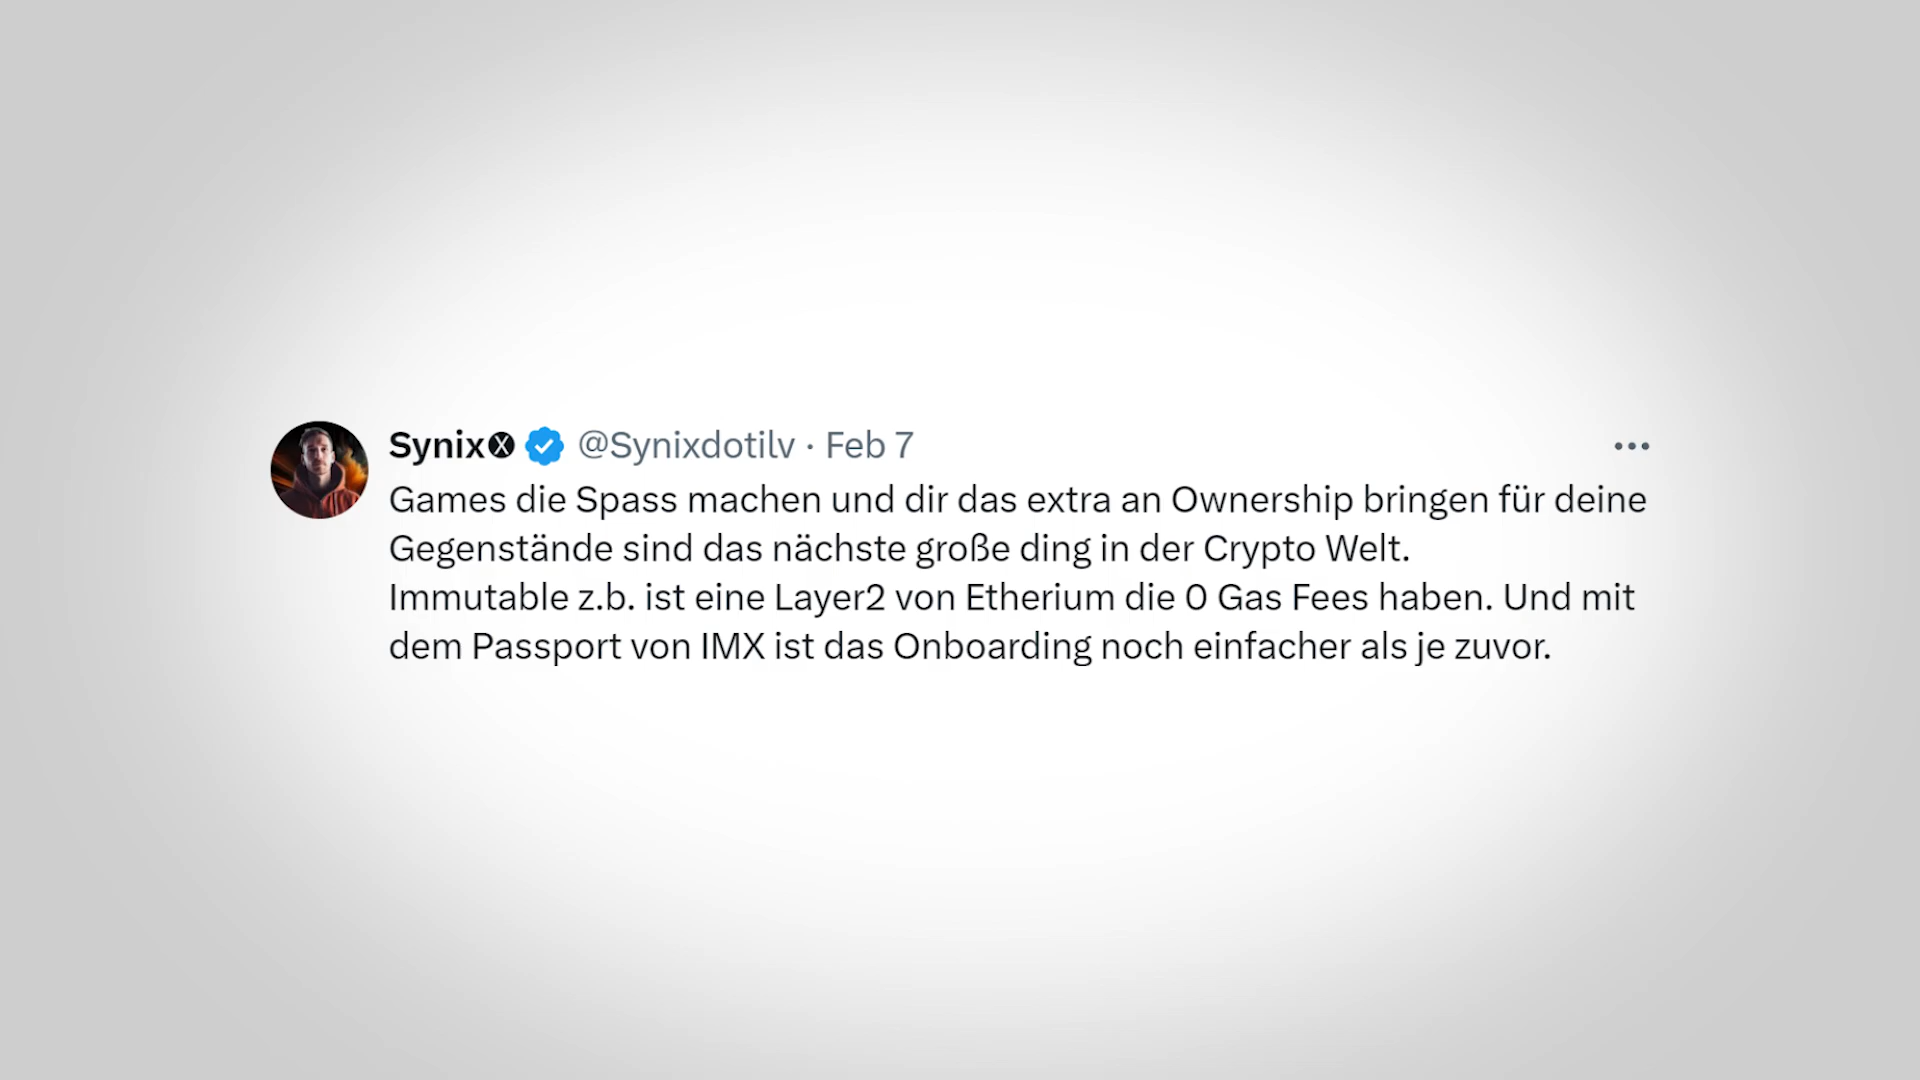 Synix @Synixdotilv · Feb 7
Games die Spass machen und dir das extra an Ownership bringen für deine
Gegenstände sind das nächste große ding in der Crypto Welt.
Immutable z.b. ist eine Layer2 von Etherium die 0 Gas Fees haben. Und mit
dem Passport von IMX ist das Onboarding noch einfacher als je zuvor.